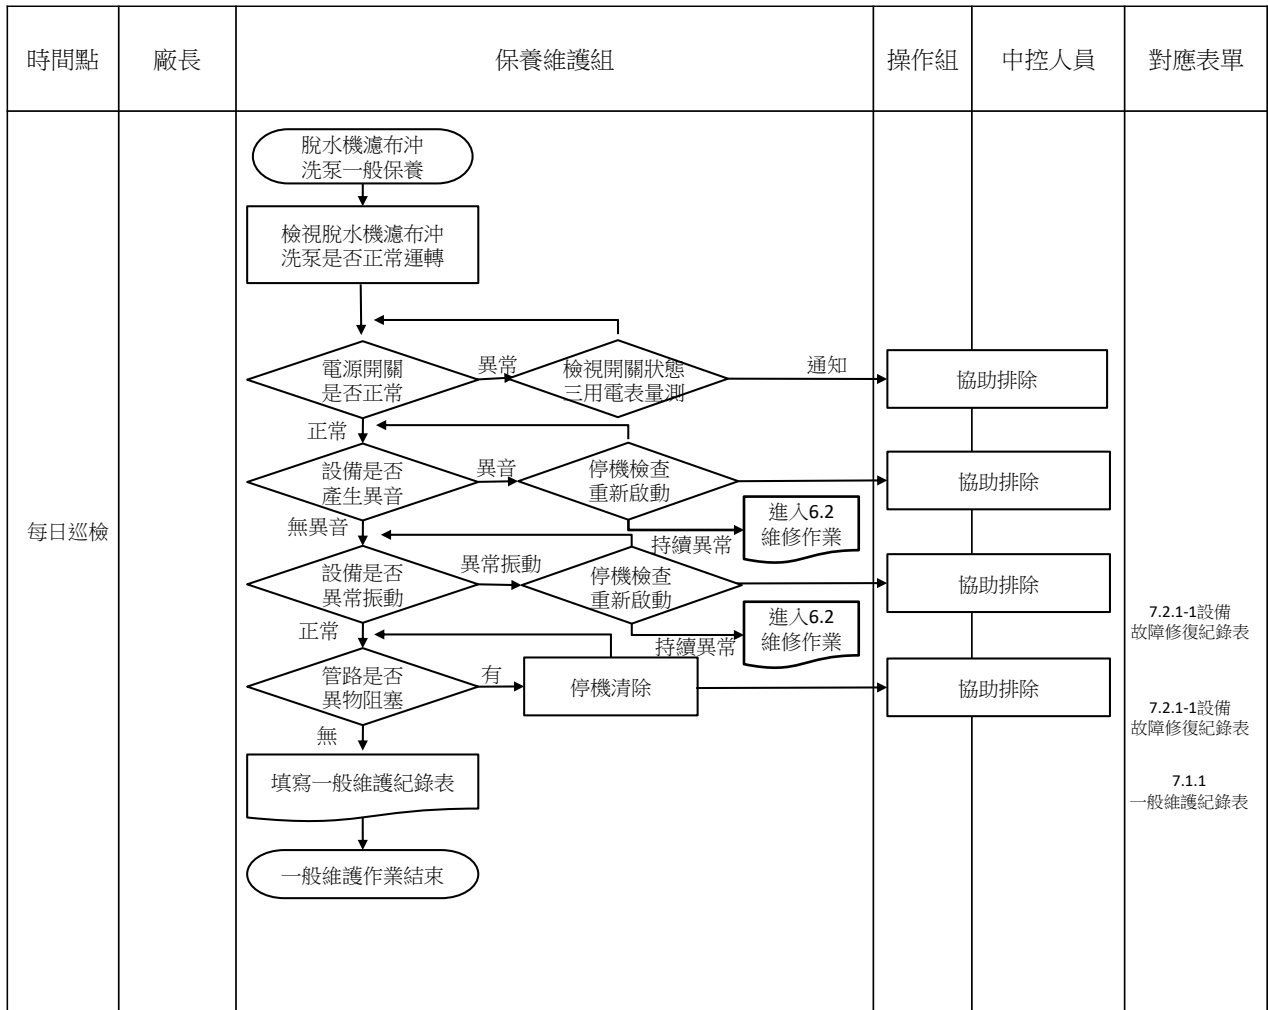 時間點
廠長
保養維護組
操作組
中控人員
對應表單
每日巡檢
脫水機濾布沖
洗泵一般保養
檢視脫水機濾布沖
洗泵是否正常運轉
電源開關
是否正常
異常
檢視開關狀態
三用電表量測
通知
協助排除
正常
設備是否
產生異音
異音
停機檢查
重新啟動
協助排除
持續異常
進入6.2
維修作業
無異音
設備是否
異常振動
異常振動
停機檢查
重新啟動
協助排除
持續異常
進入6.2
維修作業
7.2.1-1設備
故障修復紀錄表
正常
管路是否
異物阻塞
有
停機清除
協助排除
7.2.1-1設備
故障修復紀錄表
無
填寫一般維護紀錄表
7.1.1
一般維護紀錄表
一般維護作業結束